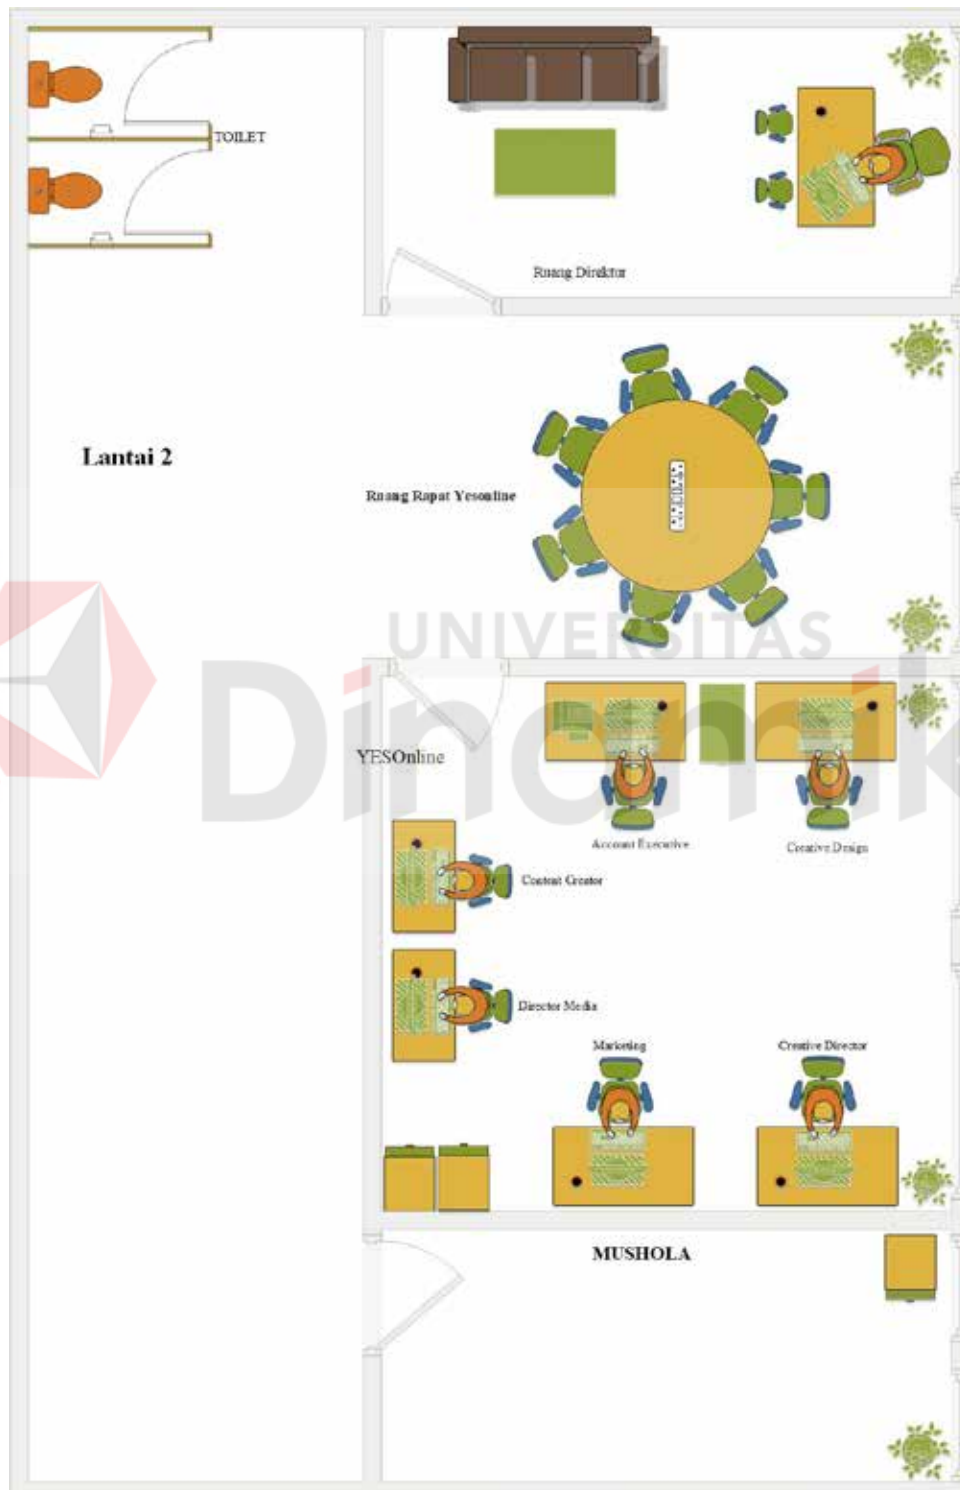 TOILET
Ruang Direktur
Lantai 2
Ruang Rapat Yesonline
UNIVERSITAS
Dinamik
YESOnline
Account Executive
Creative Design
Content Creator
Director Media
Marketing
Creative Director
MUSHOLA